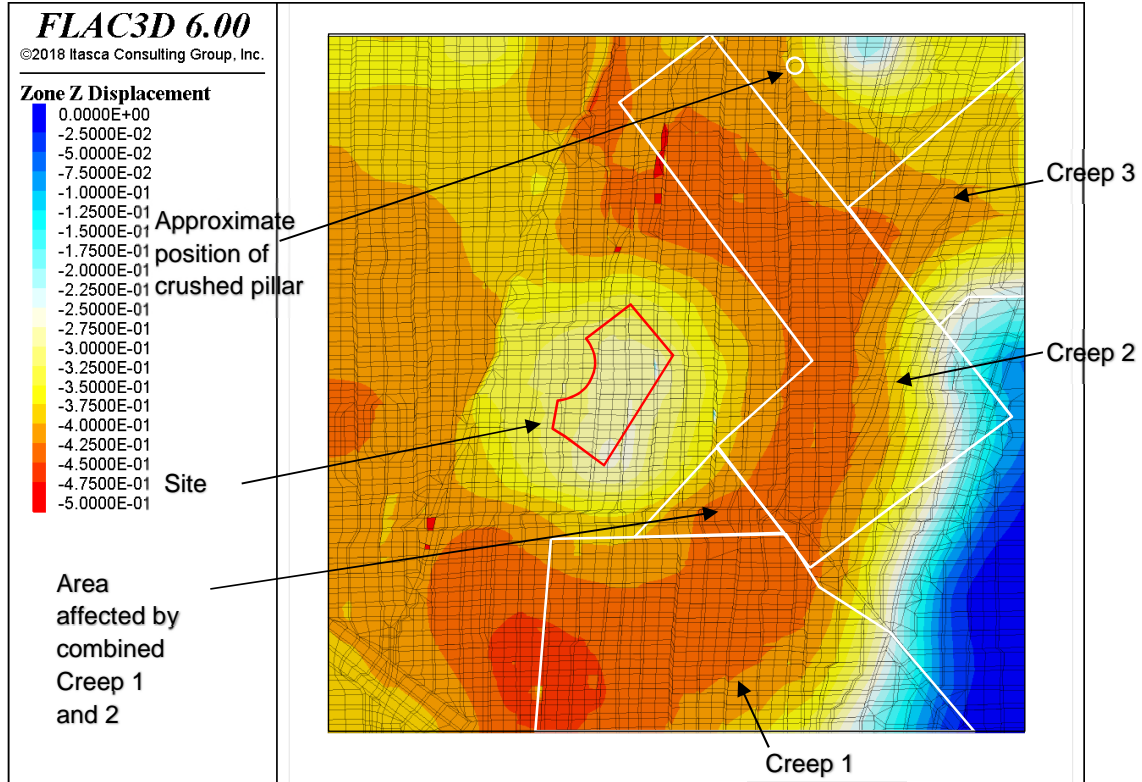 FLAC3D 6.00
©2018 Itasca Consulting Group, Inc.
Zone Z Displacement
0.0000E+00
-2.5000E-02
-5.0000E-02
-7.5000E-02
-1.0000E-01
-1.2500E-01
-1.5000E-01
-1.7500E-01
-2.0000E-01
-2.2500E-01
-2.5000E-01
-2.7500E-01
-3.0000E-01
-3.2500E-01
-3.5000E-01
-3.7500E-01
-4.0000E-01
-4.2500E-01
-4.5000E-01
-4.7500E-01
-5.0000E-01
Approximate
position of
crushed pillar
Site
Area
affected by
combined
Creep 1
and 2
Creep 3
Creep 2
Creep 1